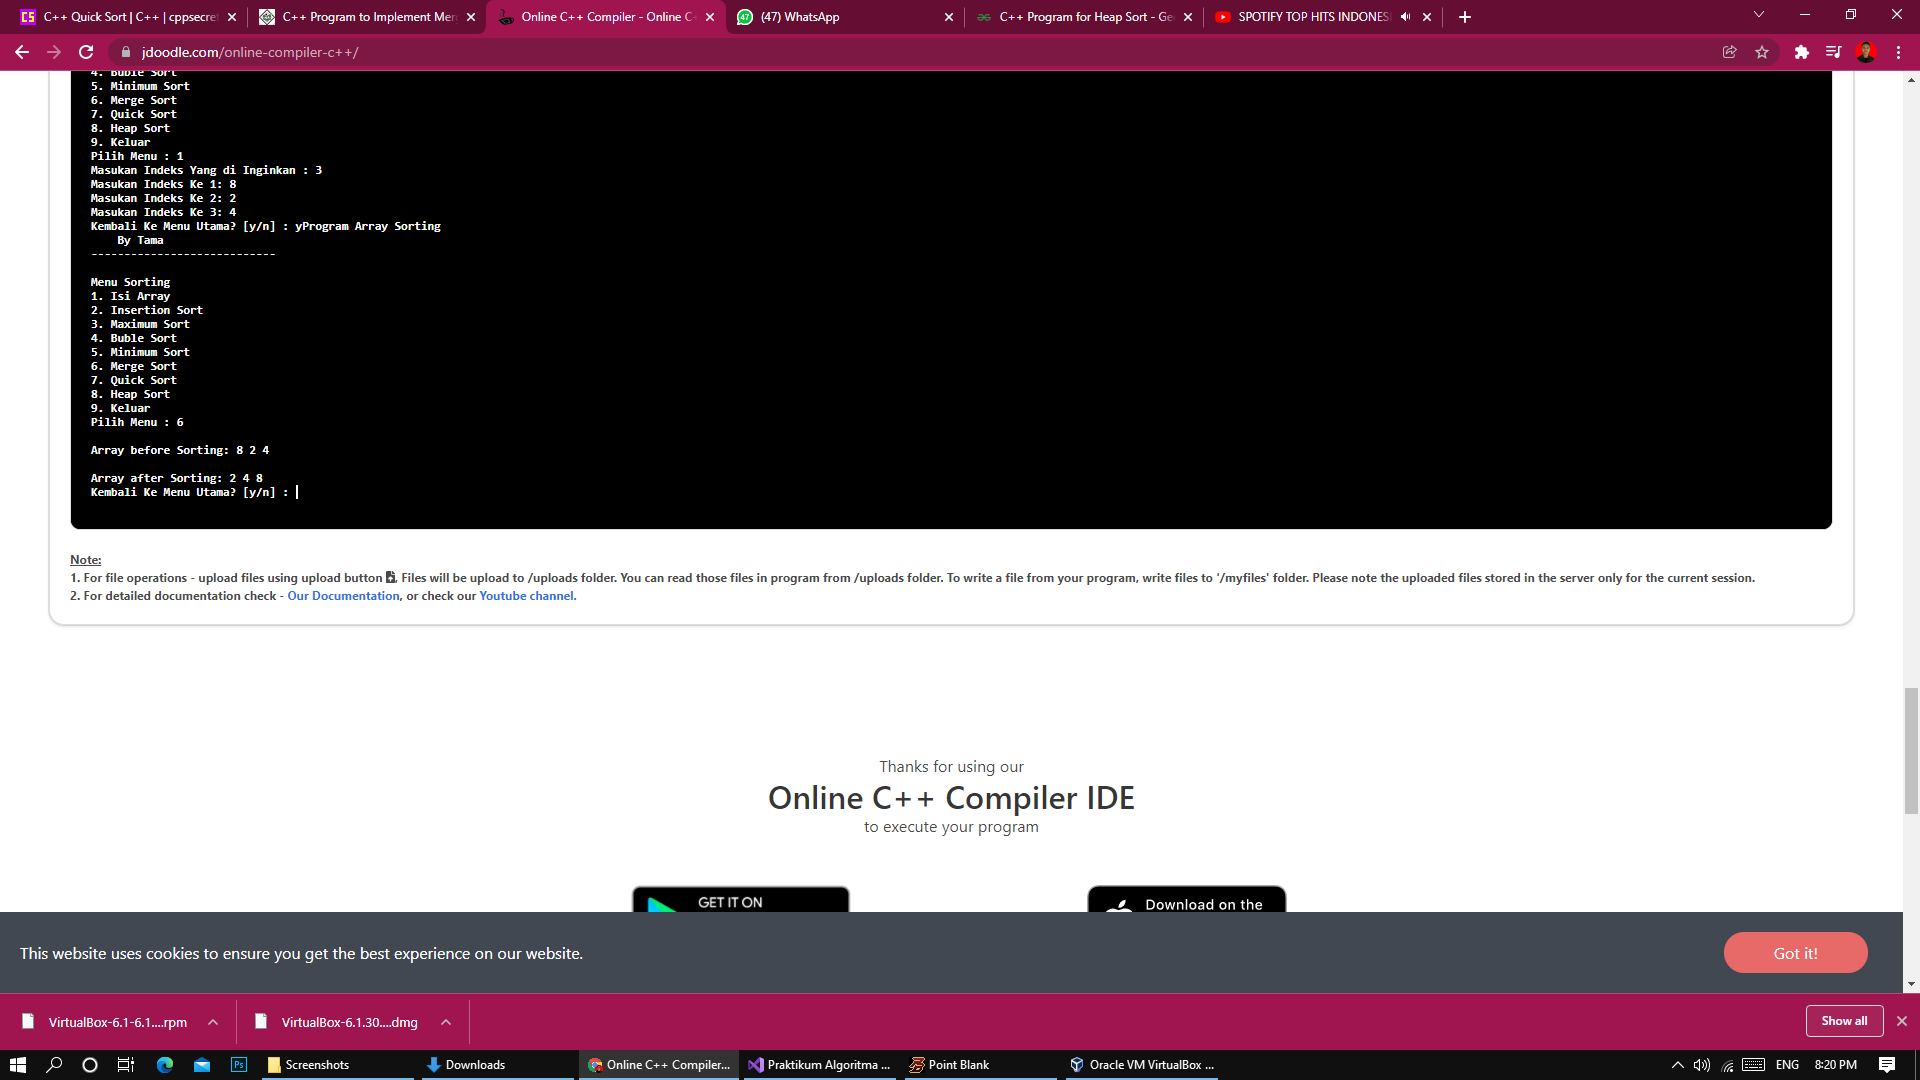 C++ Quick Sort | C++ | cppsecret
C++ Program to Implement Mer
Online C++ Compiler - Online C
(47) WhatsApp
C++ Program for Heap Sort - Ge
SPOTIFY TOP HITS INDONES
jdoodle.com/online-compiler-c++/
4. Buble Sort
5. Minimum Sort
6. Merge Sort
7. Quick Sort
8. Heap Sort
9. Keluar
Pilih Menu : 1
Masukan Indeks Yang di Inginkan : 3
Masukan Indeks Ke 1: 8
Masukan Indeks Ke 2: 2
Masukan Indeks Ke 3: 4
Kembali Ke Menu Utama? [y/n] : yProgram Array Sorting
By Tama
----------------------------
Menu Sorting
1. Isi Array
2. Insertion Sort
3. Maximum Sort
4. Buble Sort
5. Minimum Sort
6. Merge Sort
7. Quick Sort
8. Heap Sort
9. Keluar
Pilih Menu : 6
Array before Sorting: 8 2 4
Array after Sorting: 2 4 8
Kembali Ke Menu Utama? [y/n] :
Note:
1. For file operations - upload files using upload button , Files will be upload to /uploads folder. You can read those files in program from /uploads folder. To write a file from your program, write files to '/myfiles' folder. Please note the uploaded files stored in the server only for the current session.
2. For detailed documentation check - Our Documentation, or check our Youtube channel.
Thanks for using our
Online C++ Compiler IDE
to execute your program
GET IT ON
Download on the
This website uses cookies to ensure you get the best experience on our website.
Got it!
VirtualBox-6.1-6.1....rpm
VirtualBox-6.1.30....dmg
Show all
Ps
Screenshots
Downloads
Online C++ Compiler...
Praktikum Algoritma ...
Point Blank
Oracle VM VirtualBox ...
ENG
8:20 PM